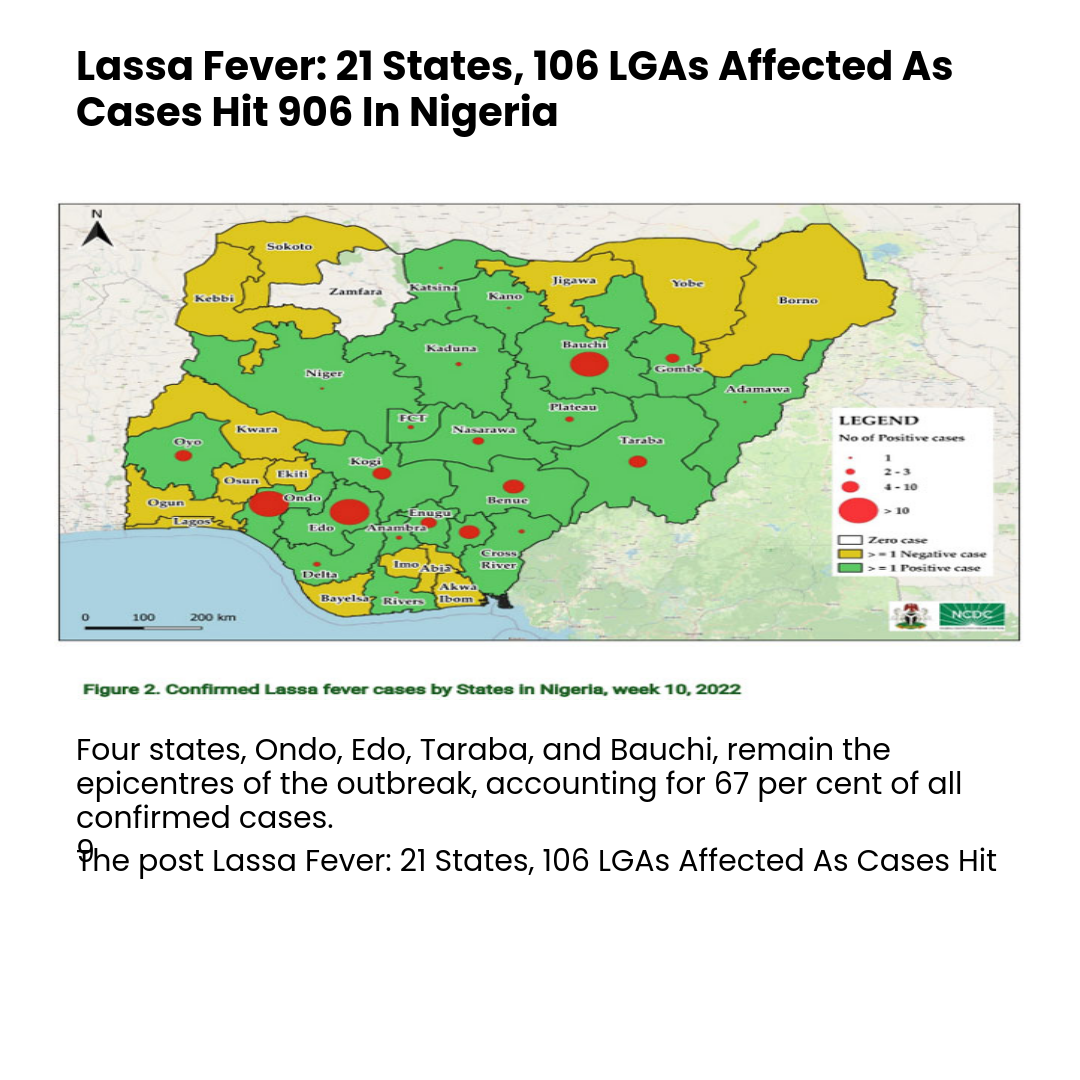 Lassa Fever: 21 States, 106 LGAs Affected As
Cases Hit 906 In Nigeria
N
Sokoto
Kebbi
Zamfara
Katsina
Kano
Jigawa
Yobe
Borno
Kaduna
Bauchi
Gombe
Niger
Adamawa
Plateau
FCT
Nasarawa
Taraba
Oyo
Kwara
Kogi
Osun
Ekiti
Ogun
Lagos
Ondo
Edo
Enugu
Anambra
Benue
Cross
River
Delta
Imo
Abia
Akwa
Ibom
Bayelsa
Rivers
0 100 200 km
LEGEND
No of Positive cases
1
2 - 3
4 - 10
> 10
Zero case
> = 1 Negative case
> = 1 Positive case
NCDC
Figure 2. Confirmed Lassa fever cases by States in Nigeria, week 10, 2022
Four states, Ondo, Edo, Taraba, and Bauchi, remain the
epicentres of the outbreak, accounting for 67 per cent of all
confirmed cases.
9
The post Lassa Fever: 21 States, 106 LGAs Affected As Cases Hit